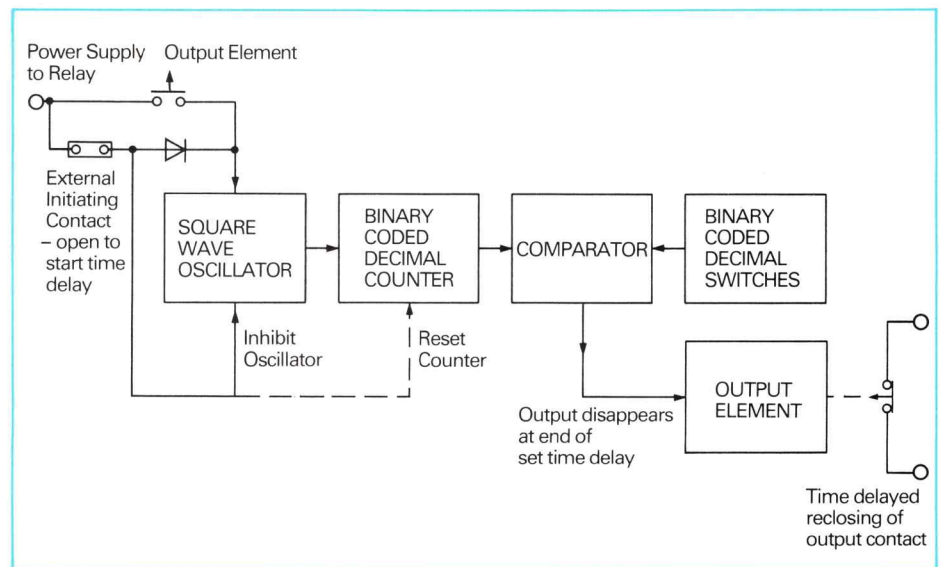 Power Supply
to Relay
Output Element
External
Initiating
Contact
– open to
start time
delay
SQUARE
WAVE
OSCILLATOR
BINARY
CODED
DECIMAL
COUNTER
COMPARATOR
BINARY
CODED
DECIMAL
SWITCHES
Inhibit
Oscillator
Reset
Counter
Output disappears
at end of
set time delay
OUTPUT
ELEMENT
Time delayed
reclosing of
output contact